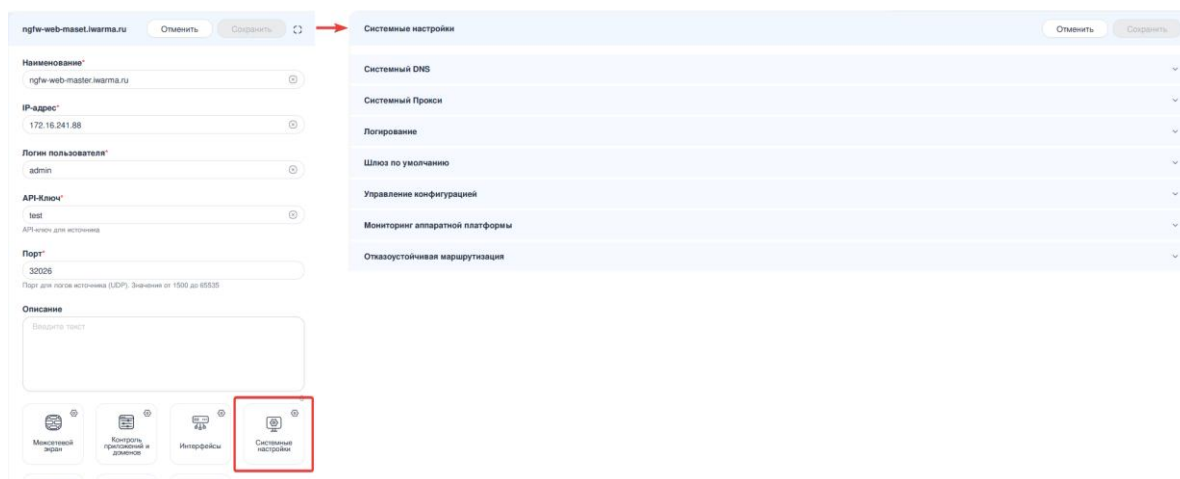 ngfw-web-maset.iwarma.ru
Отменить
Сохранить
Наименование*
ngfw-web-master.iwarma.ru
IP-адрес*
172.16.241.88
Логин пользователя*
admin
API-Ключ*
test
API-ключ для источника
Порт*
32026
Порт для логов источника (UDP). Значения от 1500 до 65535
Описание
Введите текст
Межсетевой
экран
Контроль
приложений и
доменов
Интерфейсы
Системные
настройки
Системные настройки
Отменить
Сохранить
Системный DNS
Системный Прокси
Логирование
Шлюз по умолчанию
Управление конфигурацией
Мониторинг аппаратной платформы
Отказоустойчивая маршрутизация